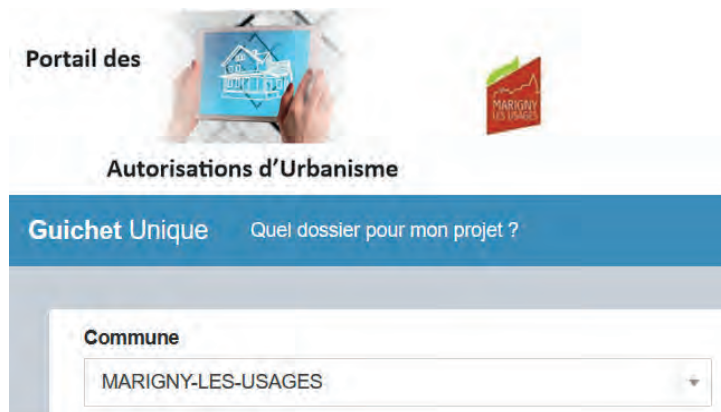 Portail des
MARIGNY
LES USAGES
Autorisations d'Urbanisme
Guichet Unique
Quel dossier pour mon projet ?
Commune
MARIGNY-LES-USAGES